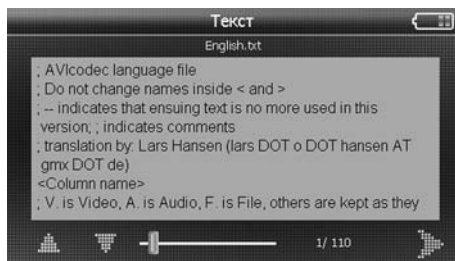 Текст
English.txt
; AVIcodec language file
; Do not change names inside < and >
; -- indicates that ensuing text is no more used in this
version; ; indicates comments
; translation by: Lars Hansen (lars DOT o DOT hansen AT
gmx DOT de)
<Column name>
; V. is Video, A. is Audio, F. is File, others are kept as they
1/ 110